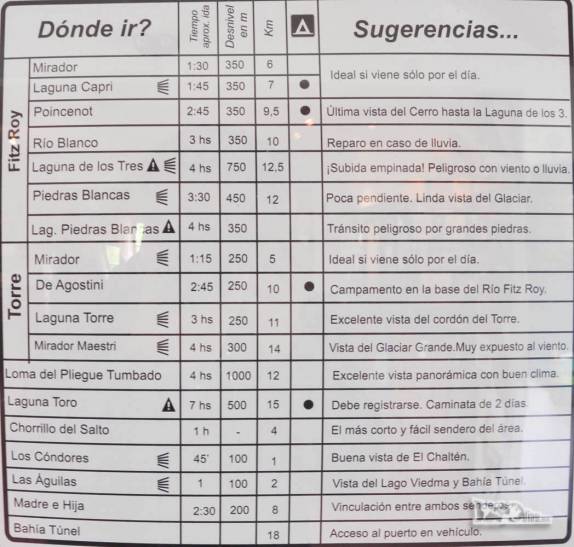 Dónde ir? Tiempo aprox. ida Desnivel en m Km Sugerencias...
Fitz Roy
Mirador 1:30 350 6 Ideal si viene sólo por el día.
Laguna Capri 1:45 350 7
Poincenot 2:45 350 9,5 Última vista del Cerro hasta la Laguna de los 3.
Río Blanco 3 hs 350 10 Reparo en caso de lluvia.
Laguna de los Tres 4 hs 750 12,5 ¡Subida empinada! Peligroso con viento o lluvia.
Piedras Blancas 3:30 450 12 Poca pendiente. Linda vista del Glaciar.
Lag. Piedras Blancas 4 hs 350 Tránsito peligroso por grandes piedras.
Torre
Mirador 1:15 250 5 Ideal si viene sólo por el día.
De Agostini 2:45 250 10 Campamento en la base del Río Fitz Roy.
Laguna Torre 3 hs 250 11 Excelente vista del cordón del Torre.
Mirador Maestri 4 hs 300 14 Vista del Glaciar Grande.Muy expuesto al viento.
Loma del Pliegue Tumbado 4 hs 1000 12 Excelente vista panorámica con buen clima.
Laguna Toro 7 hs 500 15 Debe registrarse. Caminata de 2 días.
Chorrillo del Salto 1 h - 4 El más corto y fácil sendero del área.
Los Cóndores 45' 100 1 Buena vista de El Chaltén.
Las Águilas 1 100 2 Vista del Lago Viedma y Bahía Túnel.
Madre e Hija 2:30 200 8 Vinculación entre ambos senderos.
Bahía Túnel 18 Acceso al puerto en vehículo.